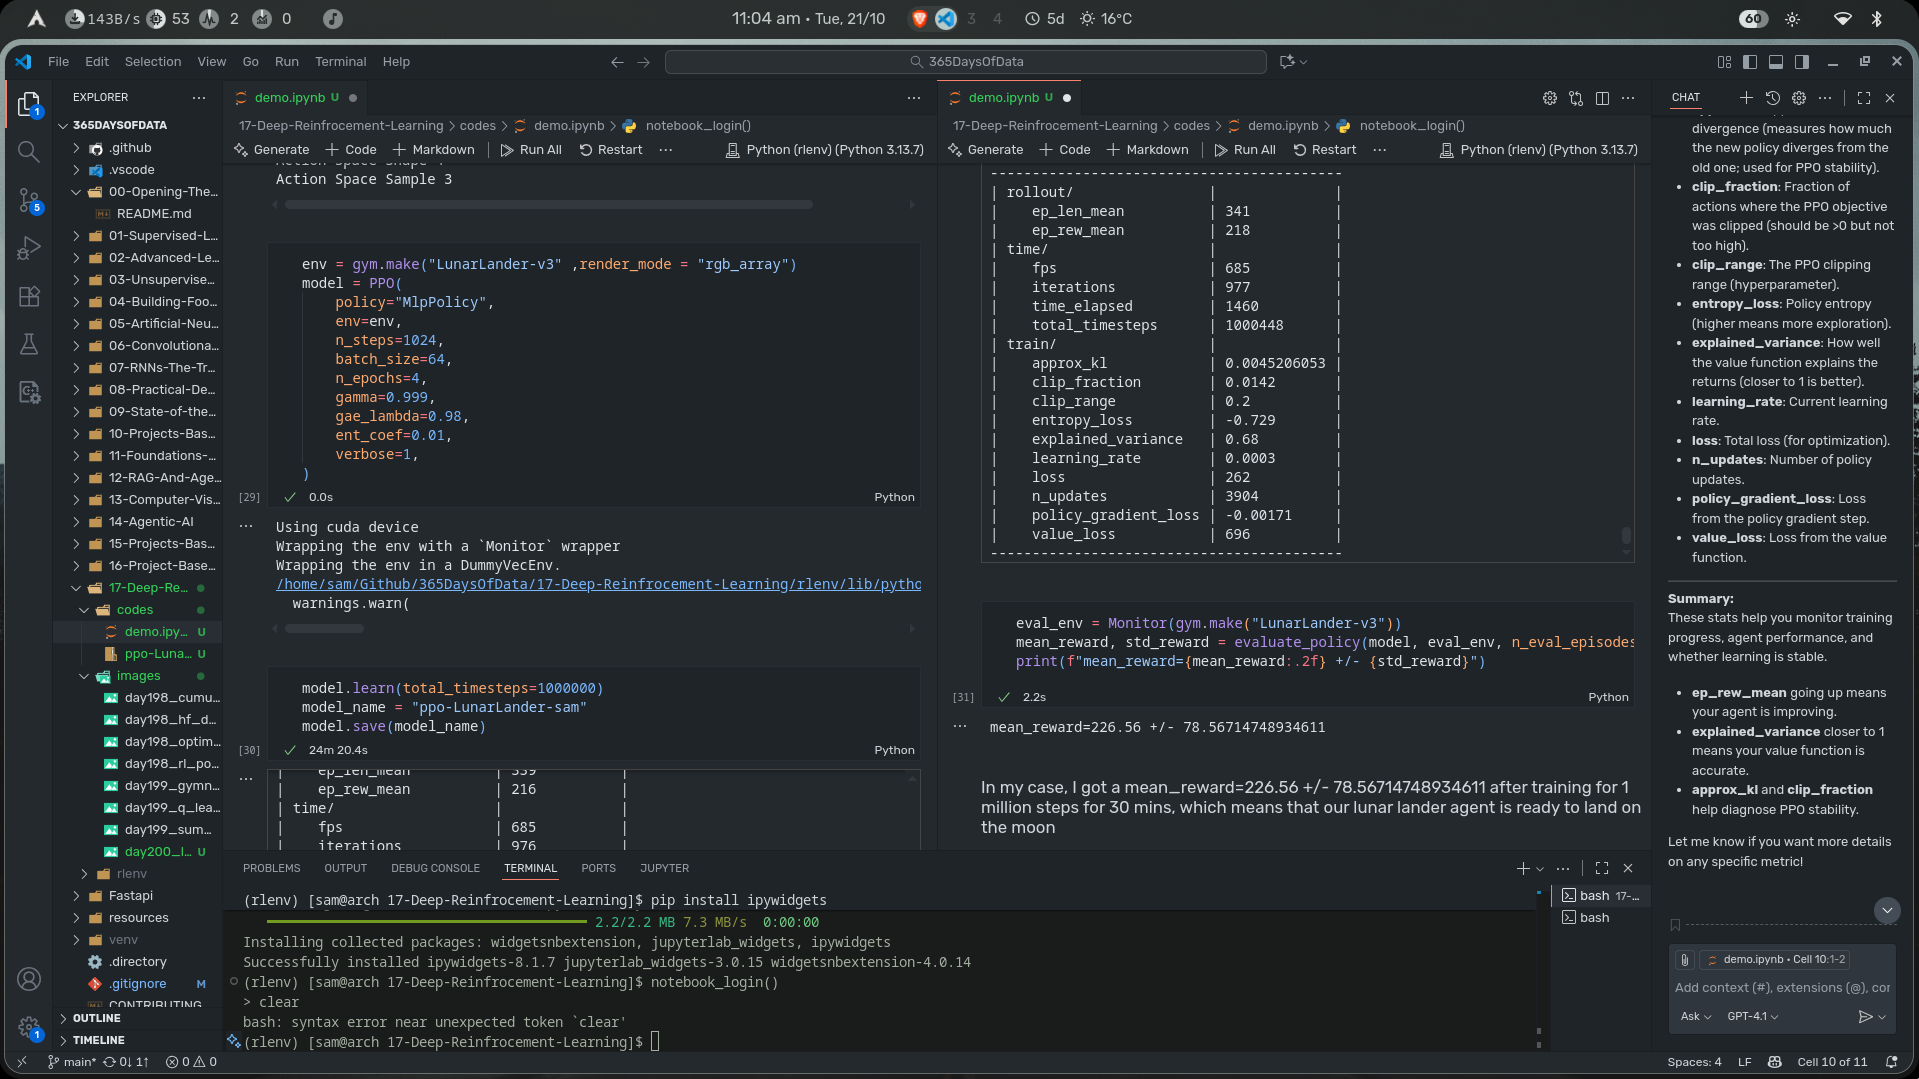 143B/s 53 2 0
11:04 am • Tue, 21/10
3 4 5d 16°C
60
File Edit Selection View Go Run Terminal Help
365DaysOfData
EXPLORER
365DAYSOFDATA
.github
.vscode
00-Opening-The...
README.md
01-Supervised-L...
02-Advanced-Le...
03-Unsupervise...
04-Building-Foo...
05-Artificial-Neu...
06-Convolutiona...
07-RNNs-The-Tr...
08-Practical-De...
09-State-of-the...
10-Projects-Bas...
11-Foundations-...
12-RAG-And-Age...
13-Computer-Vis...
14-Agentic-AI
15-Projects-Bas...
16-Project-Base...
17-Deep-Re...
codes
demo.ipy... U
ppo-Luna... U
images
day198_cumu...
day198_hf_d...
day198_optim...
day198_rl_po...
day199_gymn...
day199_q_lea...
day199_sum...
day200_l... U
rlenv
Fastapi
resources
venv
.directory
.gitignore M
CONTRIBUTING
OUTLINE
TIMELINE
1
5
1
demo.ipynb U
17-Deep-Reinfrocement-Learning > codes > demo.ipynb > notebook_login()
Generate + Code + Markdown Run All Restart ... Python (rlenv) (Python 3.13.7)
Action Space Shape
Action Space Sample 3
env = gym.make("LunarLander-v3" ,render_mode = "rgb_array")
model = PPO(
policy="MlpPolicy",
env=env,
n_steps=1024,
batch_size=64,
n_epochs=4,
gamma=0.999,
gae_lambda=0.98,
ent_coef=0.01,
verbose=1,
)
[29] 0.0s Python
Using cuda device
Wrapping the env with a `Monitor` wrapper
Wrapping the env in a DummyVecEnv.
/home/sam/Github/365DaysOfData/17-Deep-Reinfrocement-Learning/rlenv/lib/pytho
warnings.warn(
model.learn(total_timesteps=1000000)
model_name = "ppo-LunarLander-sam"
model.save(model_name)
[30] 24m 20.4s Python
| ep_len_mean | 339 |
| ep_rew_mean | 216 |
| time/ | |
| fps | 685 |
| iterations | 976 |
demo.ipynb U
17-Deep-Reinfrocement-Learning > codes > demo.ipynb > notebook_login()
Generate + Code + Markdown Run All Restart ... Python (rlenv) (Python 3.13.7)
------------------------------------------
| rollout/ | |
| ep_len_mean | 341 |
| ep_rew_mean | 218 |
| time/ | |
| fps | 685 |
| iterations | 977 |
| time_elapsed | 1460 |
| total_timesteps | 1000448 |
| train/ | |
| approx_kl | 0.0045206053 |
| clip_fraction | 0.0142 |
| clip_range | 0.2 |
| entropy_loss | -0.729 |
| explained_variance | 0.68 |
| learning_rate | 0.0003 |
| loss | 262 |
| n_updates | 3904 |
| policy_gradient_loss | -0.00171 |
| value_loss | 696 |
------------------------------------------
eval_env = Monitor(gym.make("LunarLander-v3"))
mean_reward, std_reward = evaluate_policy(model, eval_env, n_eval_episodes
print(f"mean_reward={mean_reward:.2f} +/- {std_reward}")
[31] 2.2s Python
mean_reward=226.56 +/- 78.56714748934611
In my case, I got a mean_reward=226.56 +/- 78.56714748934611 after training for 1
million steps for 30 mins, which means that our lunar lander agent is ready to land on
the moon
CHAT
divergence (measures how much
the new policy diverges from the
old one; used for PPO stability).
• clip_fraction: Fraction of
actions where the PPO objective
was clipped (should be >0 but not
too high).
• clip_range: The PPO clipping
range (hyperparameter).
• entropy_loss: Policy entropy
(higher means more exploration).
• explained_variance: How well
the value function explains the
returns (closer to 1 is better).
• learning_rate: Current learning
rate.
• loss: Total loss (for optimization).
• n_updates: Number of policy
updates.
• policy_gradient_loss: Loss
from the policy gradient step.
• value_loss: Loss from the value
function.
Summary:
These stats help you monitor training
progress, agent performance, and
whether learning is stable.
• ep_rew_mean going up means
your agent is improving.
• explained_variance closer to 1
means your value function is
accurate.
• approx_kl and clip_fraction
help diagnose PPO stability.
Let me know if you want more details
on any specific metric!
demo.ipynb • Cell 10:1-2
Add context (#), extensions (@), cor
Ask GPT-4.1
PROBLEMS OUTPUT DEBUG CONSOLE TERMINAL PORTS JUPYTER
(rlenv) [sam@arch 17-Deep-Reinfrocement-Learning]$ pip install ipywidgets
2.2/2.2 MB 7.3 MB/s 0:00:00
Installing collected packages: widgetsnbextension, jupyterlab_widgets, ipywidgets
Successfully installed ipywidgets-8.1.7 jupyterlab_widgets-3.0.15 widgetsnbextension-4.0.14
(rlenv) [sam@arch 17-Deep-Reinfrocement-Learning]$ notebook_login()
> clear
bash: syntax error near unexpected token `clear'
(rlenv) [sam@arch 17-Deep-Reinfrocement-Learning]$
bash 17-...
bash
main* 0↓ 1↑ 0 0
Spaces: 4 LF Cell 10 of 11